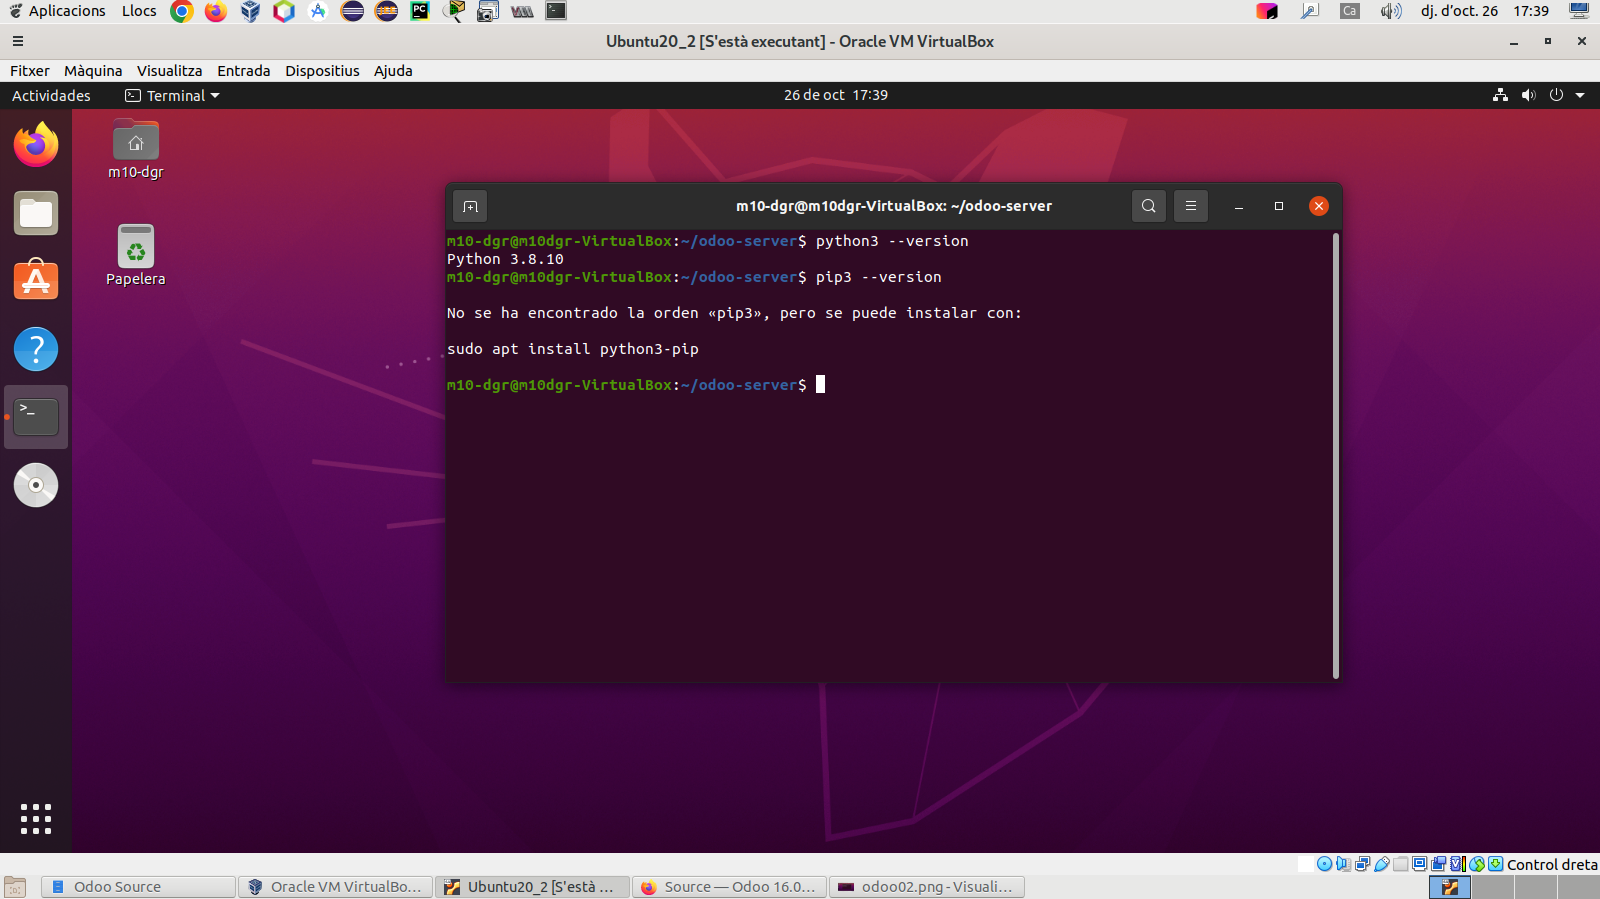 Aplicacions Llocs Ca dj. d'oct. 26 17:39
Ubuntu20_2 [S'està executant] - Oracle VM VirtualBox
Fitxer Màquina Visualitza Entrada Dispositius Ajuda
Actividades Terminal 26 de oct 17:39
m10-dgr
Papelera
m10-dgr@m10dgr-VirtualBox: ~/odoo-server
m10-dgr@m10dgr-VirtualBox:~/odoo-server$ python3 --version
Python 3.8.10
m10-dgr@m10dgr-VirtualBox:~/odoo-server$ pip3 --version
No se ha encontrado la orden «pip3», pero se puede instalar con:
sudo apt install python3-pip
m10-dgr@m10dgr-VirtualBox:~/odoo-server$
Control dreta
Odoo Source Oracle VM VirtualBo... Ubuntu20_2 [S'està ... Source — Odoo 16.0... odoo02.png - Visuali...